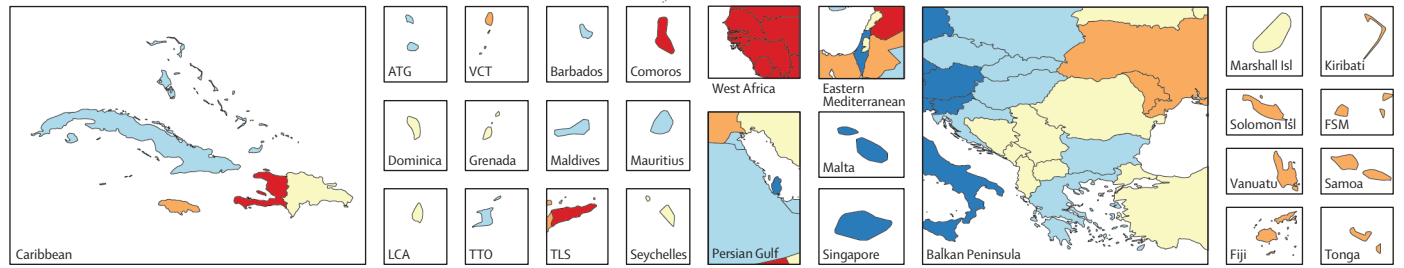 Caribbean
ATG
VCT
Barbados
Comoros
Dominica
Grenada
Maldives
Mauritius
LCA
TTO
TLS
Seychelles
West Africa
Eastern
Mediterranean
Persian Gulf
Malta
Singapore
Balkan Peninsula
Marshall Isl
Kiribati
Solomon Isl
FSM
Vanuatu
Samoa
Fiji
Tonga